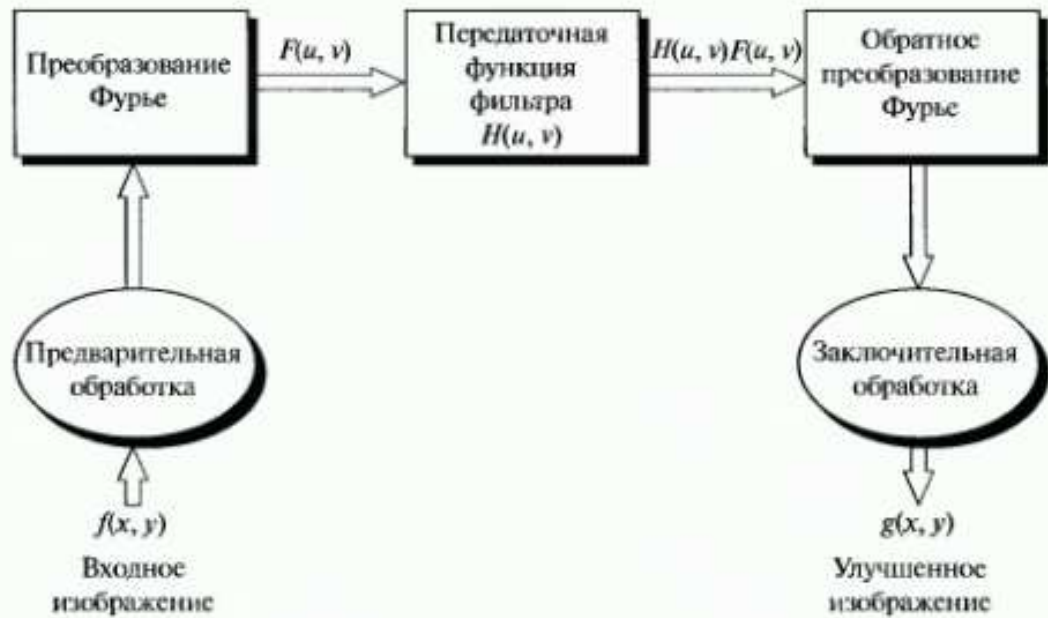 Преобразование
Фурье
F(u, v)
Передаточная
функция
фильтра
H(u, v)
H(u, v)F(u, v)
Обратное
преобразование
Фурье
Предварительная
обработка
Заключительная
обработка
f(x, y)
Входное
изображение
g(x, y)
Улучшенное
изображение